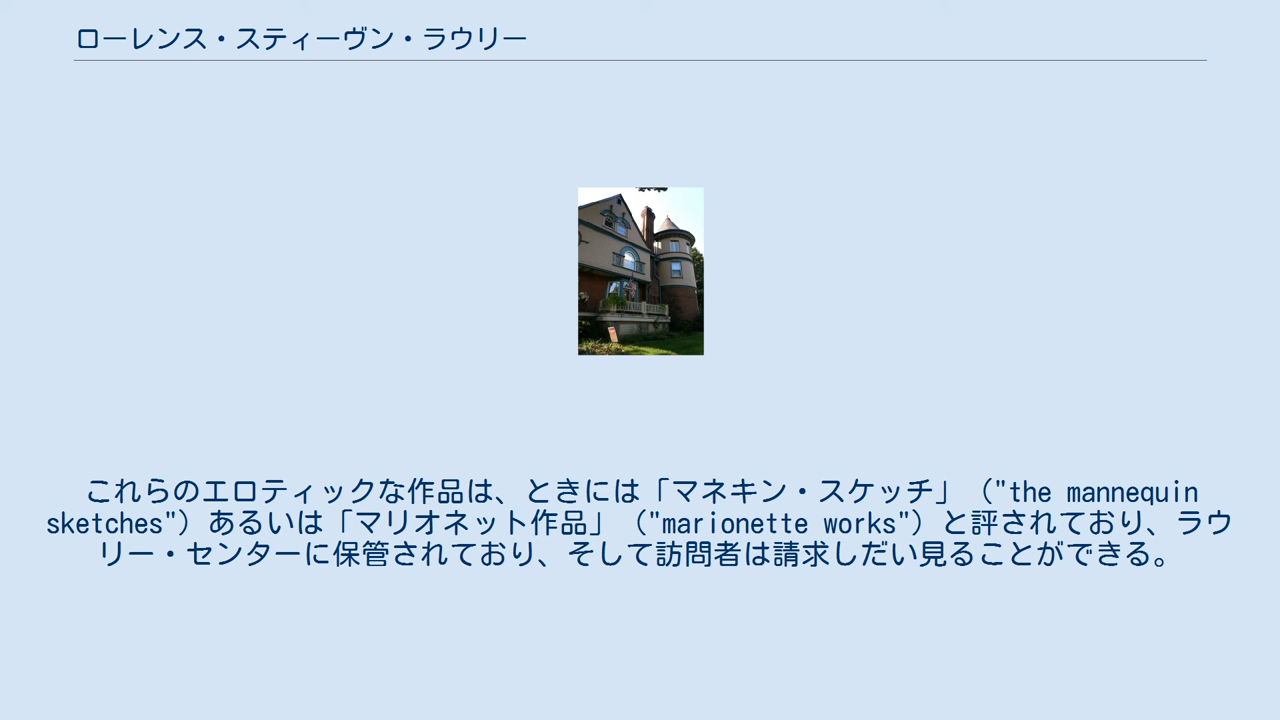 ローレンス・スティーヴン・ラウリー
これらのエロティックな作品は、ときには「マネキン・スケッチ」（"the mannequin
sketches"）あるいは「マリオネット作品」（"marionette works"）と評されており、ラウ
リー・センターに保管されており、そして訪問者は請求しだい見ることができる。